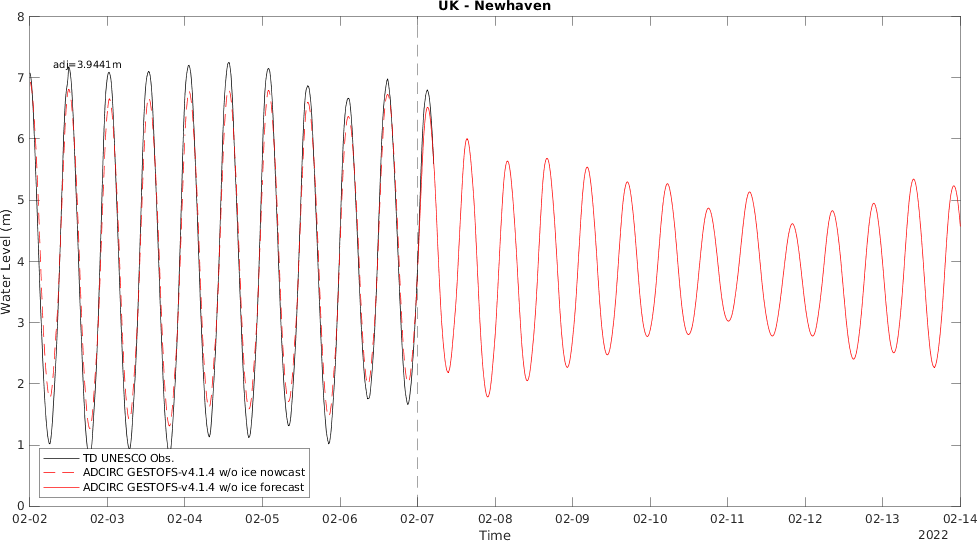 UK - Newhaven
8
adj=3.9441m
7
6
5
4
3
2
1
0
Water Level (m)
TD UNESCO Obs.
ADCIRC GESTOFS-v4.1.4 w/o ice nowcast
ADCIRC GESTOFS-v4.1.4 w/o ice forecast
02-02 02-03 02-04 02-05 02-06 02-07 02-08 02-09 02-10 02-11 02-12 02-13 02-14
Time
2022